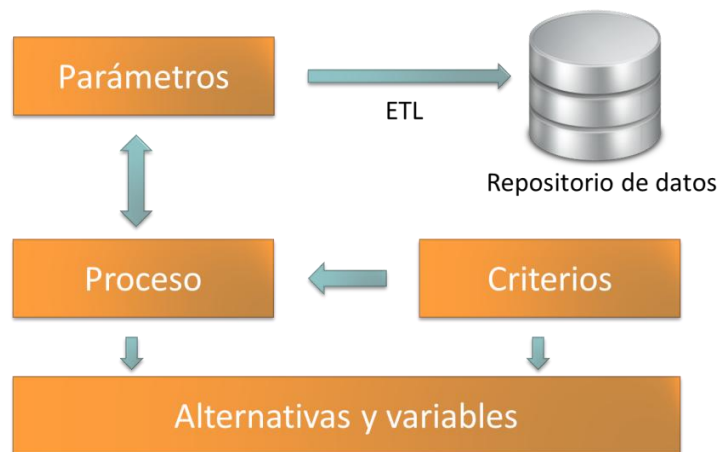 Parámetros
ETL
Repositorio de datos
Proceso
Criterios
Alternativas y variables